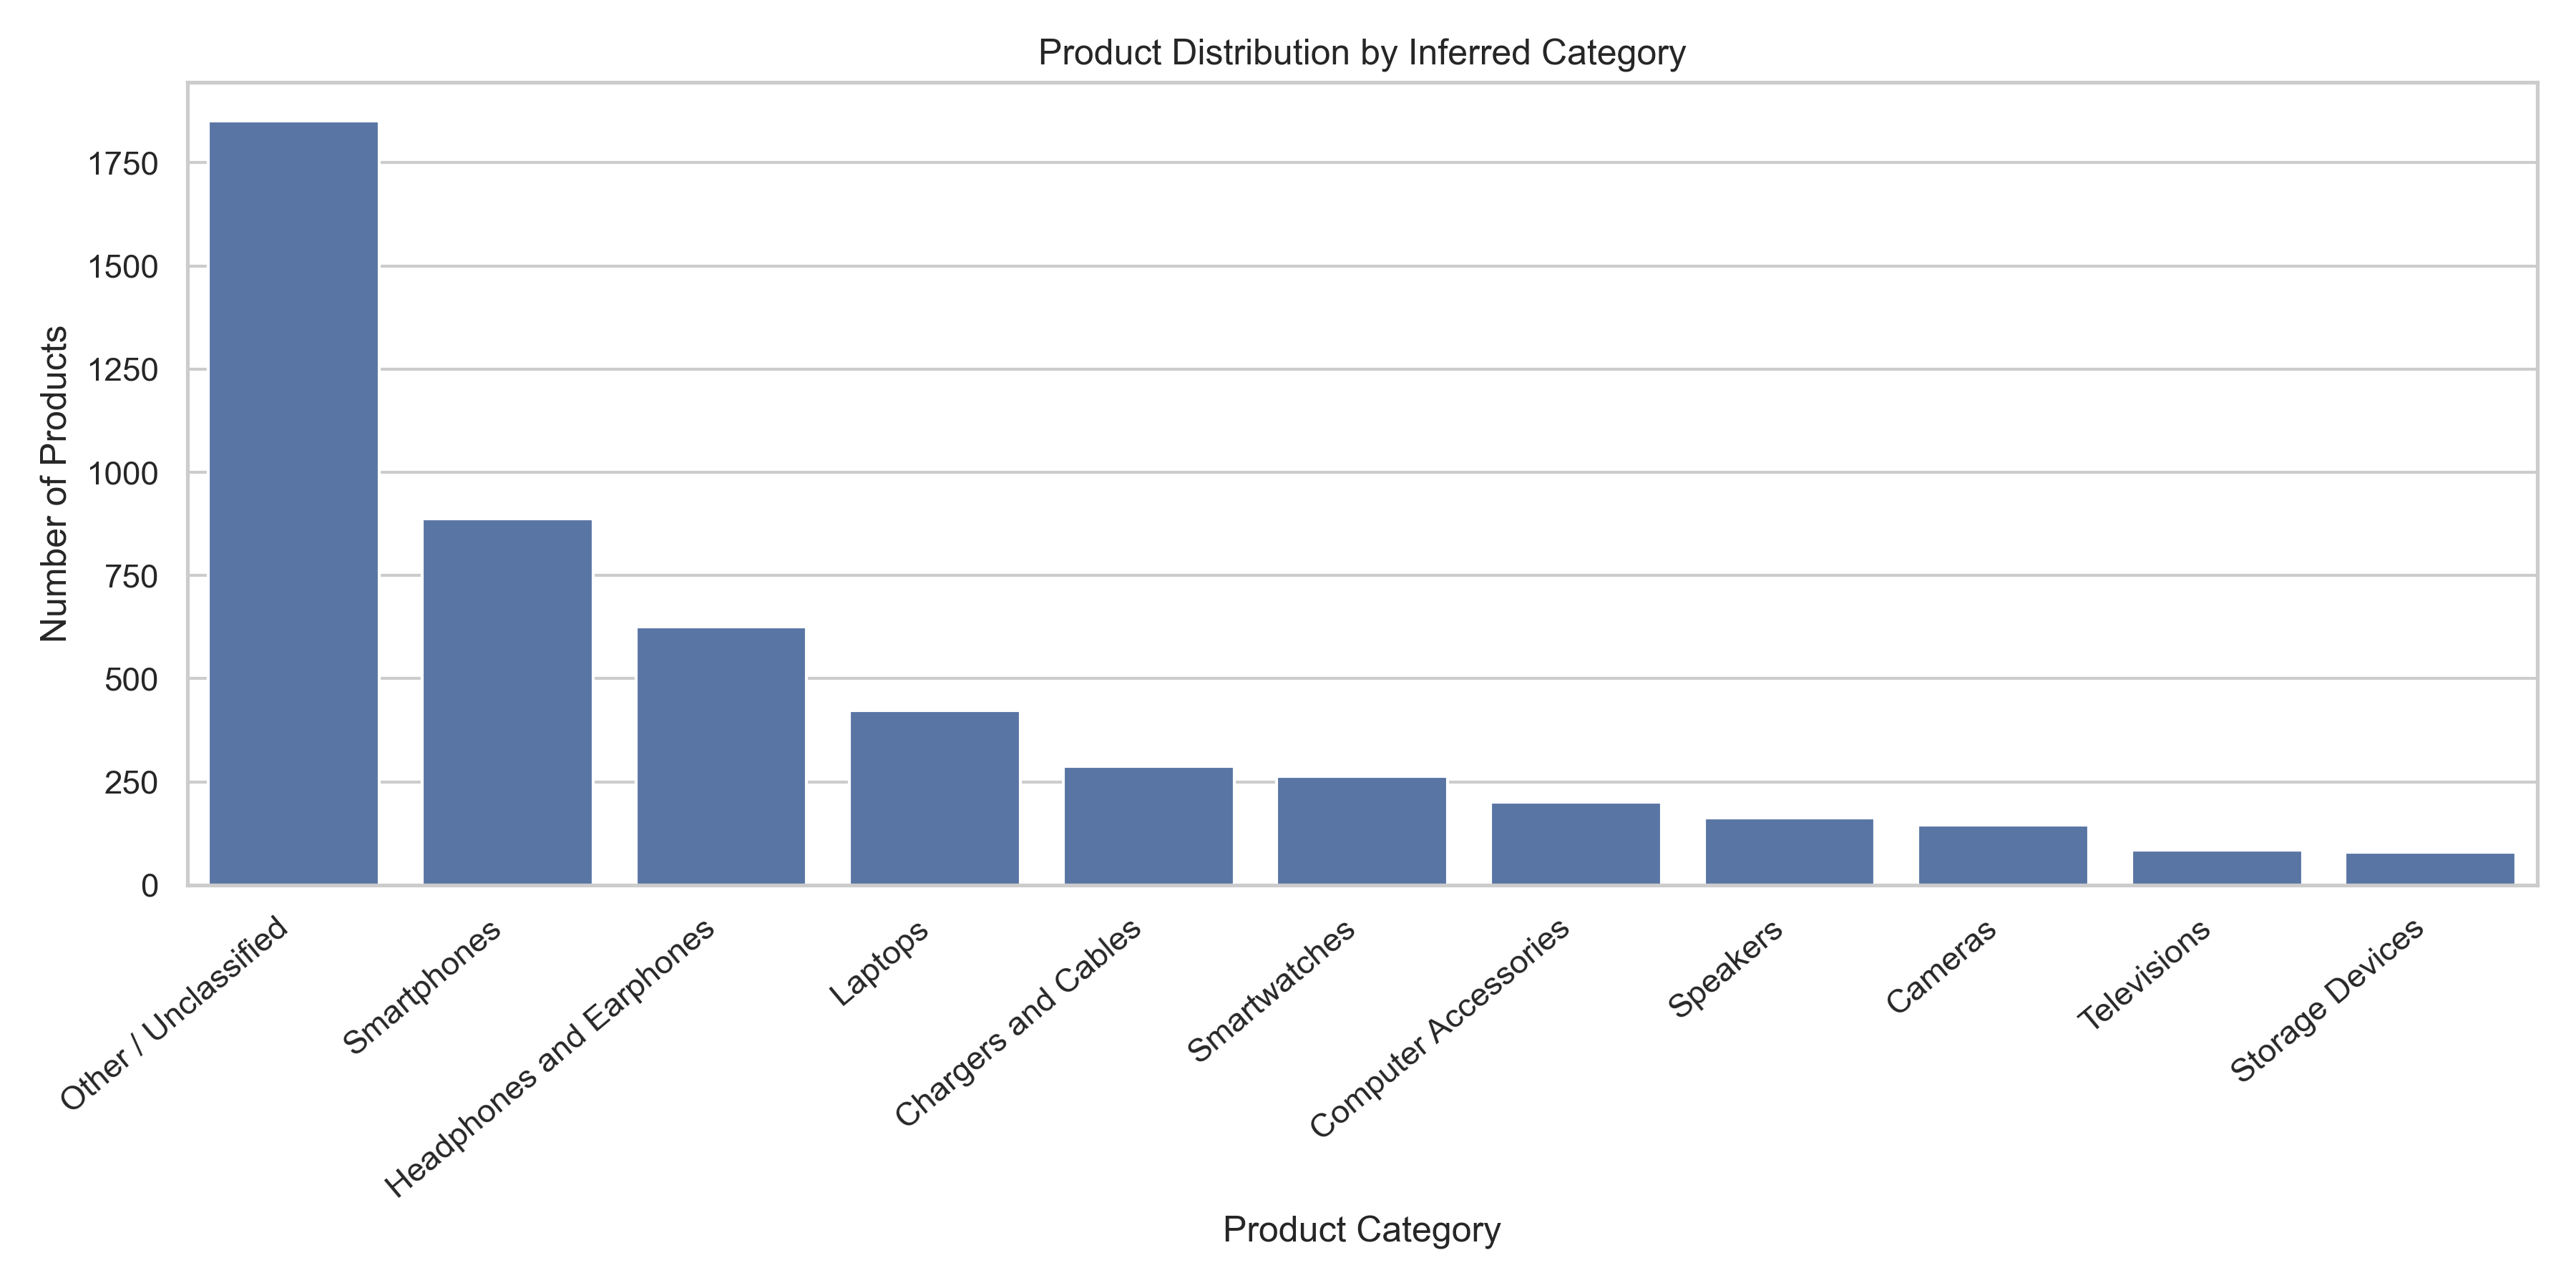 Product Distribution by Inferred Category
Number of Products
1750
1500
1250
1000
750
500
250
0
Other / Unclassified
Smartphones
Headphones and Earphones
Laptops
Chargers and Cables
Smartwatches
Computer Accessories
Speakers
Cameras
Televisions
Storage Devices
Product Category